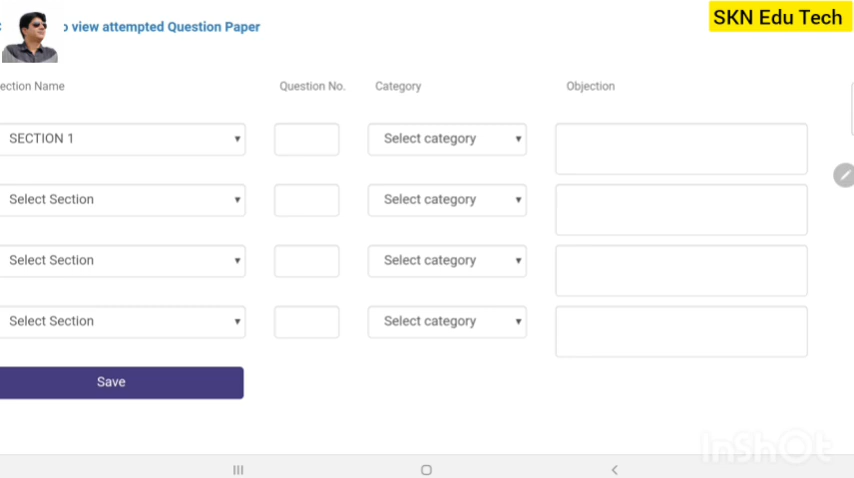 SKN Edu Tech
view attempted Question Paper
ection Name Question No. Category Objection
SECTION 1 Select category
Select Section Select category
Select Section Select category
Select Section Select category
Save
InShOt